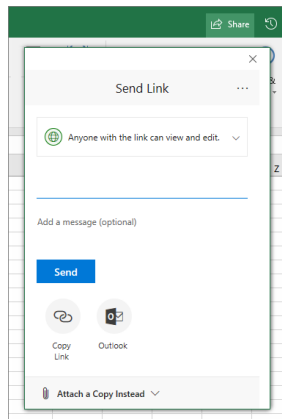 Share
Send Link
Anyone with the link can view and edit.
Z
Add a message (optional)
Send
Copy
Link
Outlook
Attach a Copy Instead